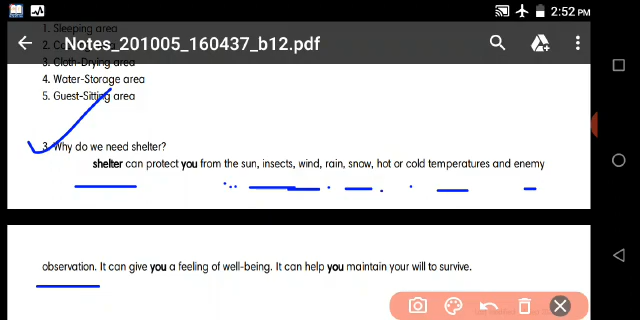 2:52 PM
1. Sleeping area
Notes_201005_160437_b12.pdf
3. Cloth-Drying area
4. Water-Storage area
5. Guest-Sitting area
3. Why do we need shelter?
shelter can protect you from the sun, insects, wind, rain, snow, hot or cold temperatures and enemy
observation. It can give you a feeling of well-being. It can help you maintain your will to survive.